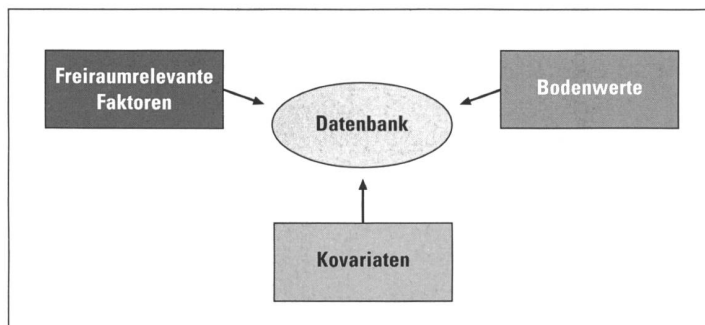 Freiraumrelevante
Faktoren
Bodenwerte
Datenbank
Kovariaten